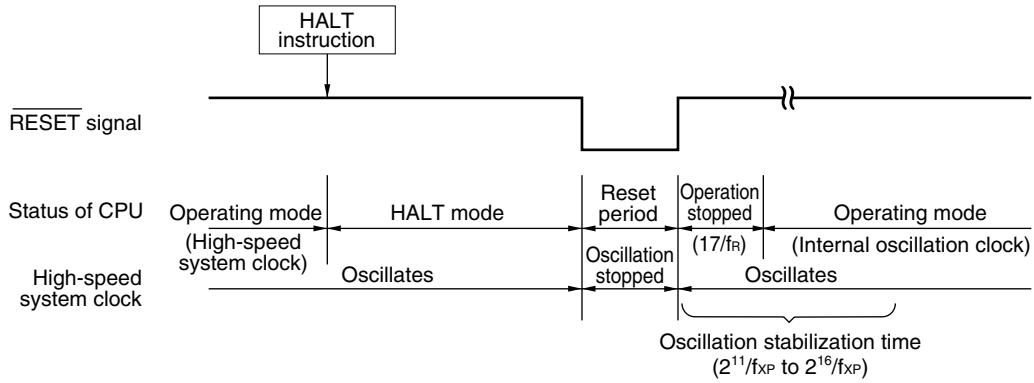 HALT
instruction
RESET signal
Status of CPU
Operating mode
(High-speed
system clock)
HALT mode
Reset
period
Operation
stopped
(17/fR)
Operating mode
(Internal oscillation clock)
High-speed
system clock
Oscillates
Oscillation
stopped
Oscillates
Oscillation stabilization time
(2^11/fXP to 2^16/fXP)